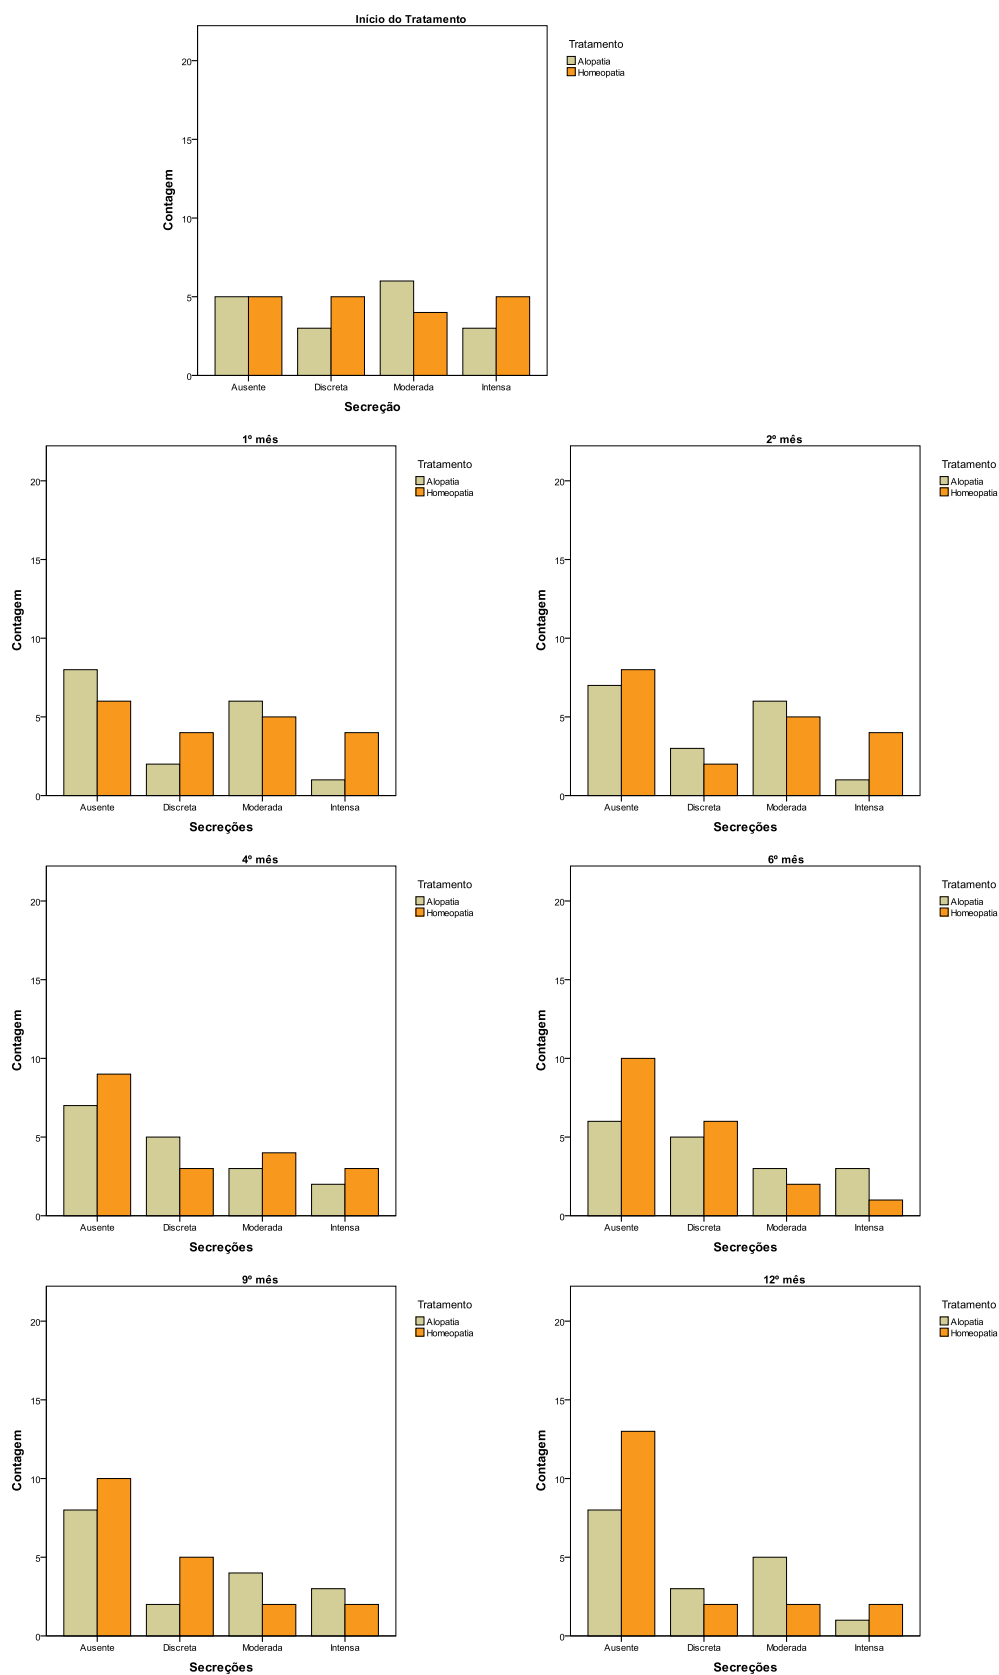 Início do Tratamento
Tratamento
Alopatia
Homeopatia
20
15
10
5
0
Contagem
Ausente Discreta Moderada Intensa
Secreção
1º mês
Tratamento
Alopatia
Homeopatia
20
15
10
5
0
Contagem
Ausente Discreta Moderada Intensa
Secreções
2º mês
Tratamento
Alopatia
Homeopatia
20
15
10
5
0
Contagem
Ausente Discreta Moderada Intensa
Secreções
4º mês
Tratamento
Alopatia
Homeopatia
20
15
10
5
0
Contagem
Ausente Discreta Moderada Intensa
Secreções
6º mês
Tratamento
Alopatia
Homeopatia
20
15
10
5
0
Contagem
Ausente Discreta Moderada Intensa
Secreções
9º mês
Tratamento
Alopatia
Homeopatia
20
15
10
5
0
Contagem
Ausente Discreta Moderada Intensa
Secreções
12º mês
Tratamento
Alopatia
Homeopatia
20
15
10
5
0
Contagem
Ausente Discreta Moderada Intensa
Secreções